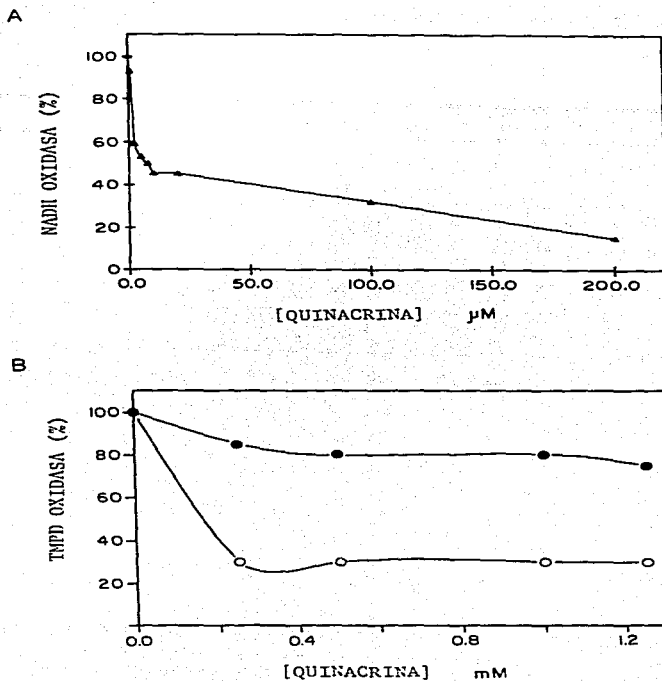 A
NADH OXIDASA (%)
100
80
60
40
20
0
0.0 50.0 100.0 150.0 200.0
[QUINACRINA] µM
B
TMPD OXIDASA (%)
100
80
60
40
20
0.0 0.4 0.8 1.2
[QUINACRINA] mM